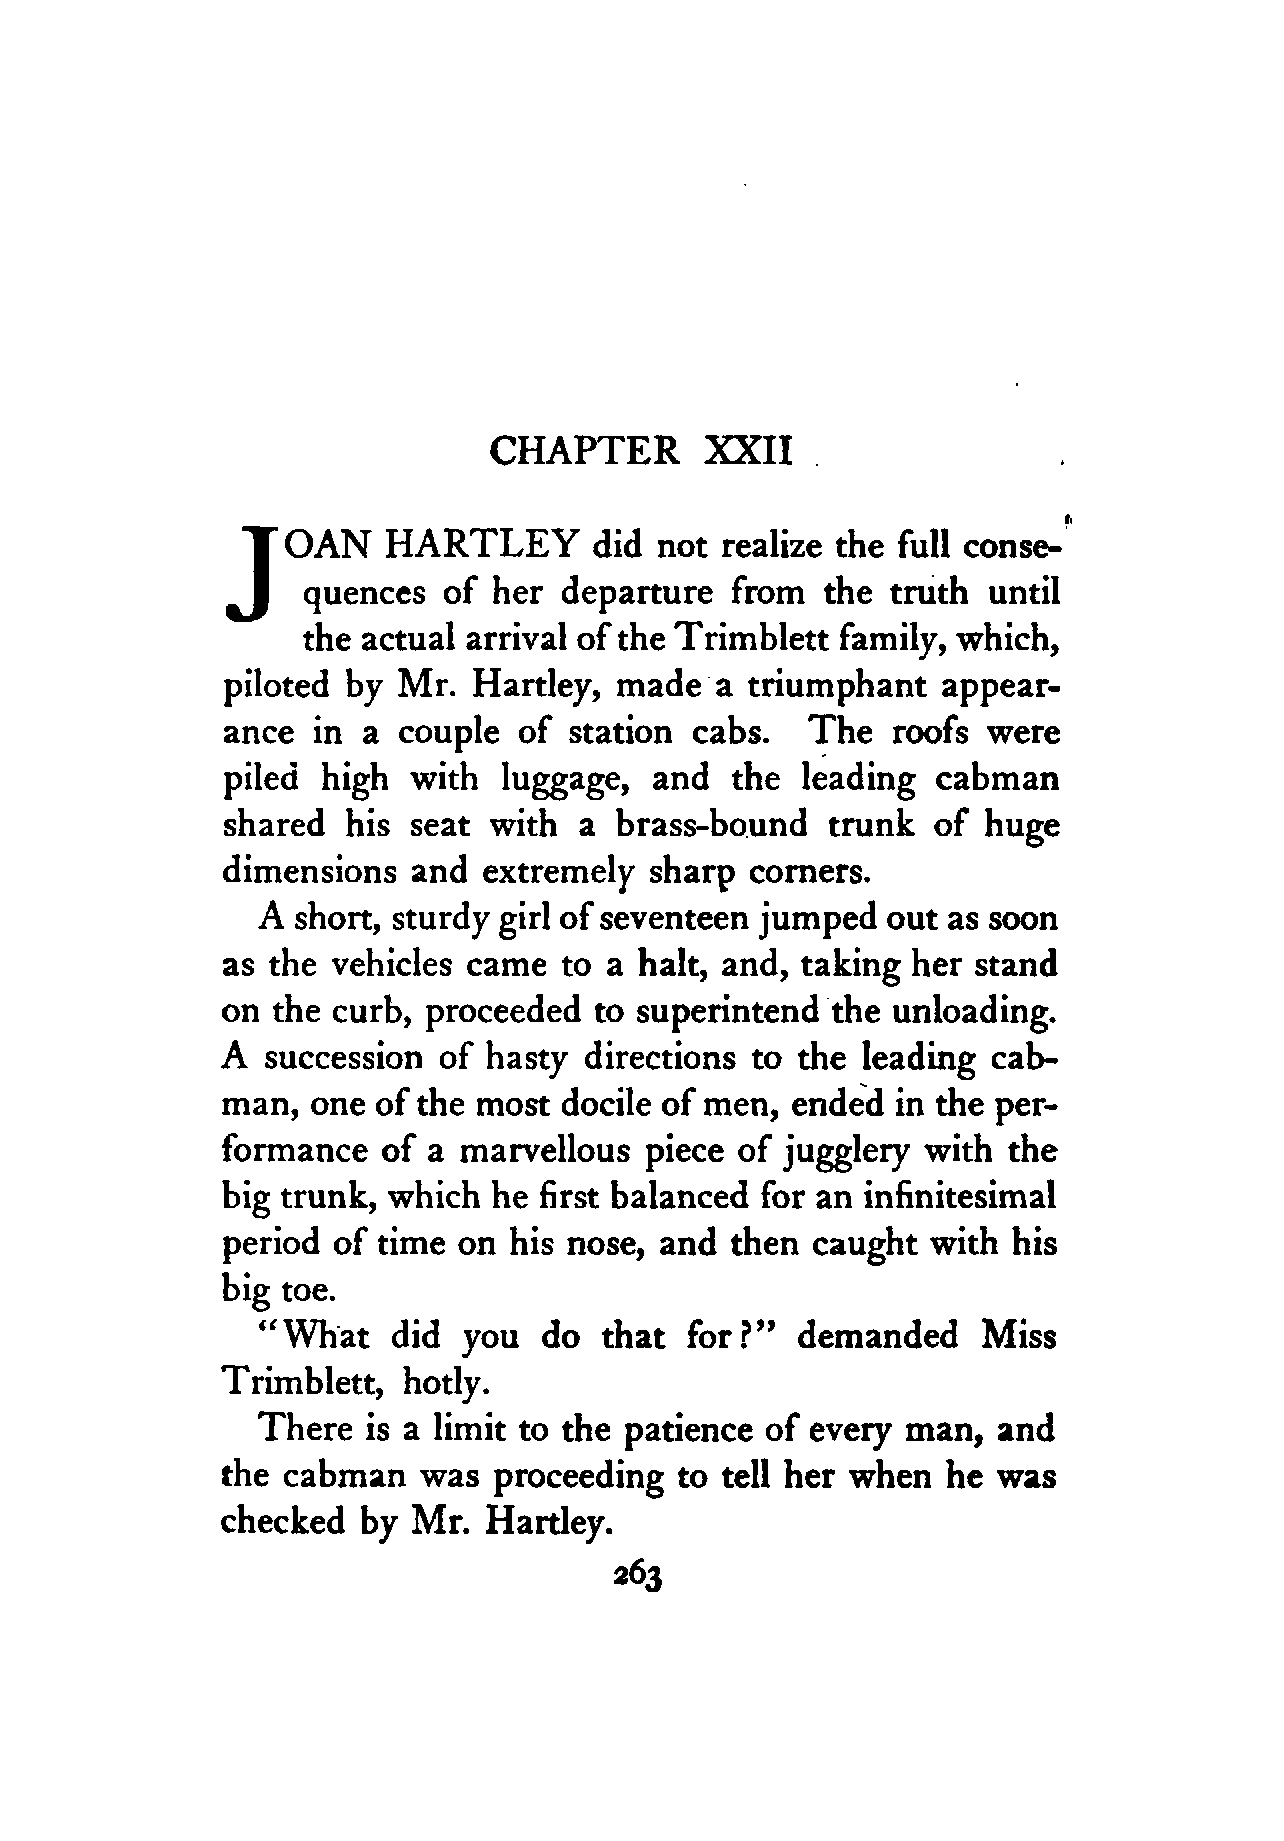 CHAPTER XXII
JOAN HARTLEY did not realize the full conse-
quences of her departure from the truth until
the actual arrival of the Trimblett family, which,
piloted by Mr. Hartley, made a triumphant appear-
ance in a couple of station cabs. The roofs were
piled high with luggage, and the leading cabman
shared his seat with a brass-bound trunk of huge
dimensions and extremely sharp corners.
A short, sturdy girl of seventeen jumped out as soon
as the vehicles came to a halt, and, taking her stand
on the curb, proceeded to superintend the unloading.
A succession of hasty directions to the leading cab-
man, one of the most docile of men, ended in the per-
formance of a marvellous piece of jugglery with the
big trunk, which he first balanced for an infinitesimal
period of time on his nose, and then caught with his
big toe.
"What did you do that for?" demanded Miss
Trimblett, hotly.
There is a limit to the patience of every man, and
the cabman was proceeding to tell her when he was
checked by Mr. Hartley.
263